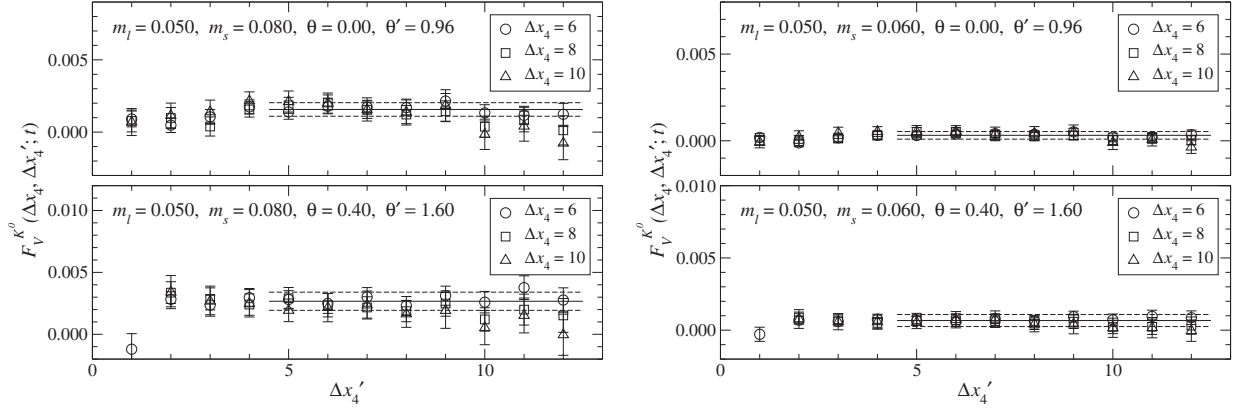 m_l = 0.050, m_s = 0.080, θ = 0.00, θ′ = 0.96
Δx_4 = 6
Δx_4 = 8
Δx_4 = 10
0.005
0.000
m_l = 0.050, m_s = 0.080, θ = 0.40, θ′ = 1.60
Δx_4 = 6
Δx_4 = 8
Δx_4 = 10
0.010
0.005
0.000
F_V^{K^0}(Δx_4, Δx_4′; t)
0 5 10
Δx_4′
m_l = 0.050, m_s = 0.060, θ = 0.00, θ′ = 0.96
Δx_4 = 6
Δx_4 = 8
Δx_4 = 10
0.005
0.000
m_l = 0.050, m_s = 0.060, θ = 0.40, θ′ = 1.60
Δx_4 = 6
Δx_4 = 8
Δx_4 = 10
0.010
0.005
0.000
F_V^{K^0}(Δx_4, Δx_4′; t)
0 5 10
Δx_4′